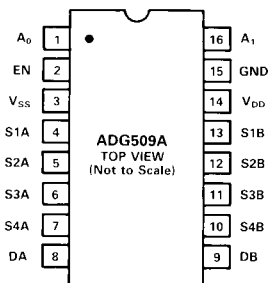 A₀ 1 16 A₁
EN 2 15 GND
VSS 3 14 VDD
S1A 4 13 S1B
ADG509A
TOP VIEW
(Not to Scale)
S2A 5 12 S2B
S3A 6 11 S3B
S4A 7 10 S4B
DA 8 9 DB